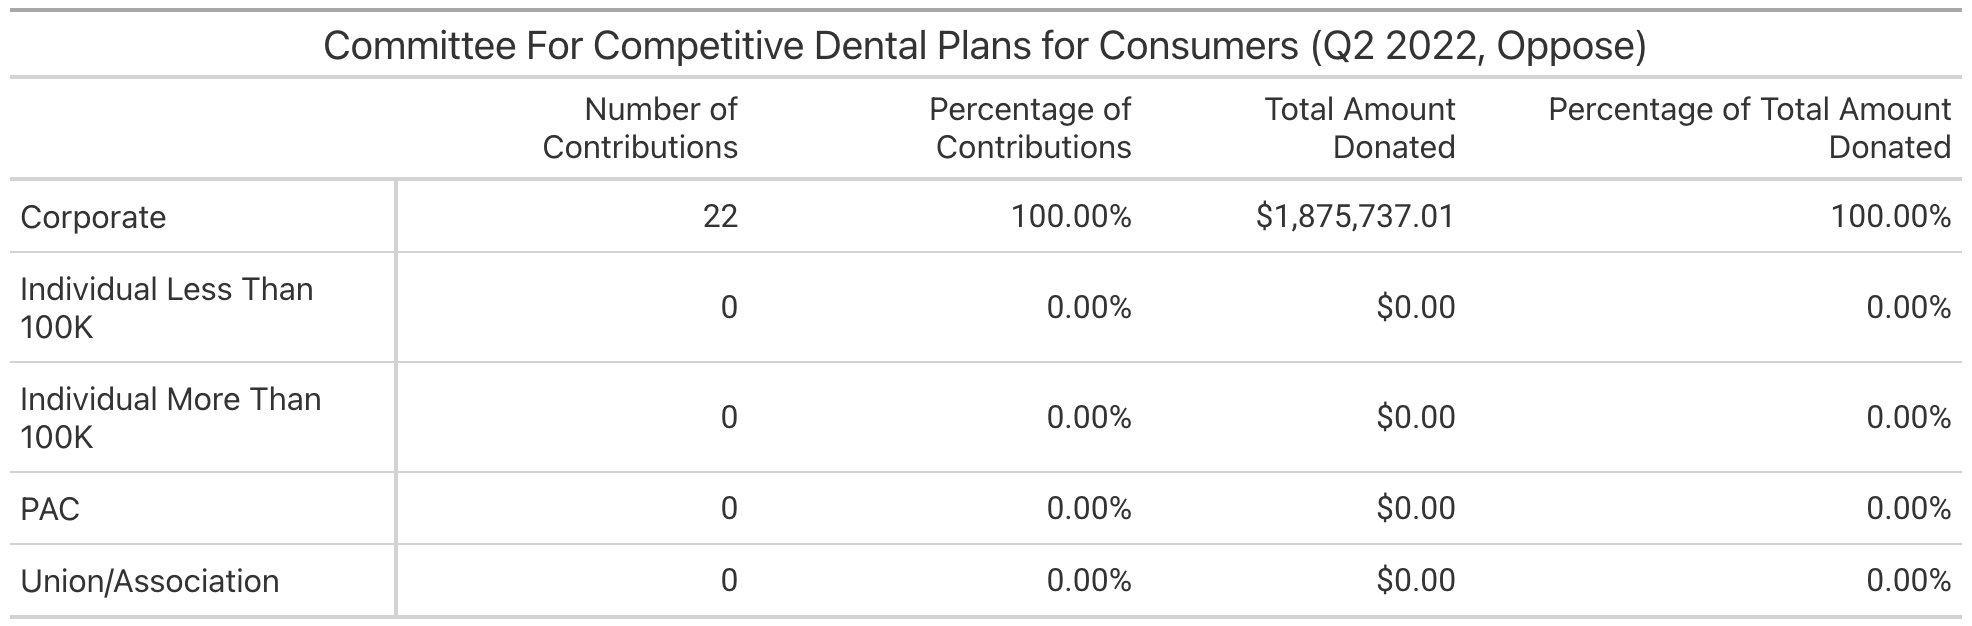 Committee For Competitive Dental Plans for Consumers (Q2 2022, Oppose)
Number of Contributions Percentage of Contributions Total Amount Donated Percentage of Total Amount Donated
Corporate 22 100.00% $1,875,737.01 100.00%
Individual Less Than 100K 0 0.00% $0.00 0.00%
Individual More Than 100K 0 0.00% $0.00 0.00%
PAC 0 0.00% $0.00 0.00%
Union/Association 0 0.00% $0.00 0.00%